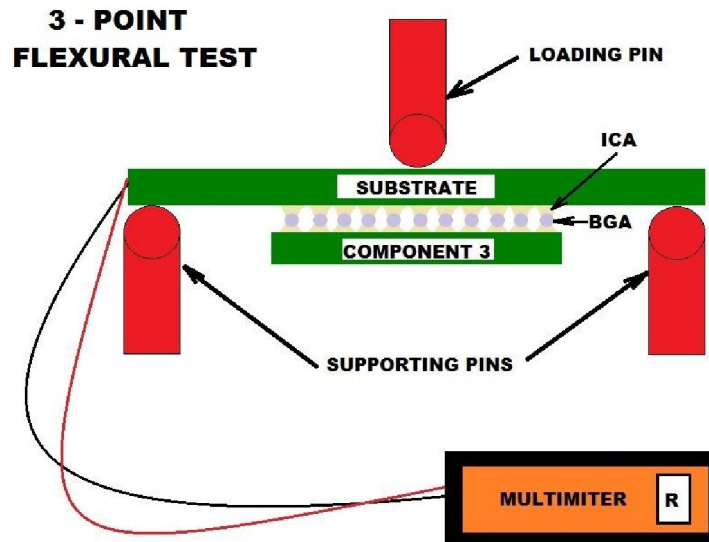 3 - POINT
FLEXURAL TEST
LOADING PIN
ICA
SUBSTRATE
BGA
COMPONENT 3
SUPPORTING PINS
MULTIMITER
R